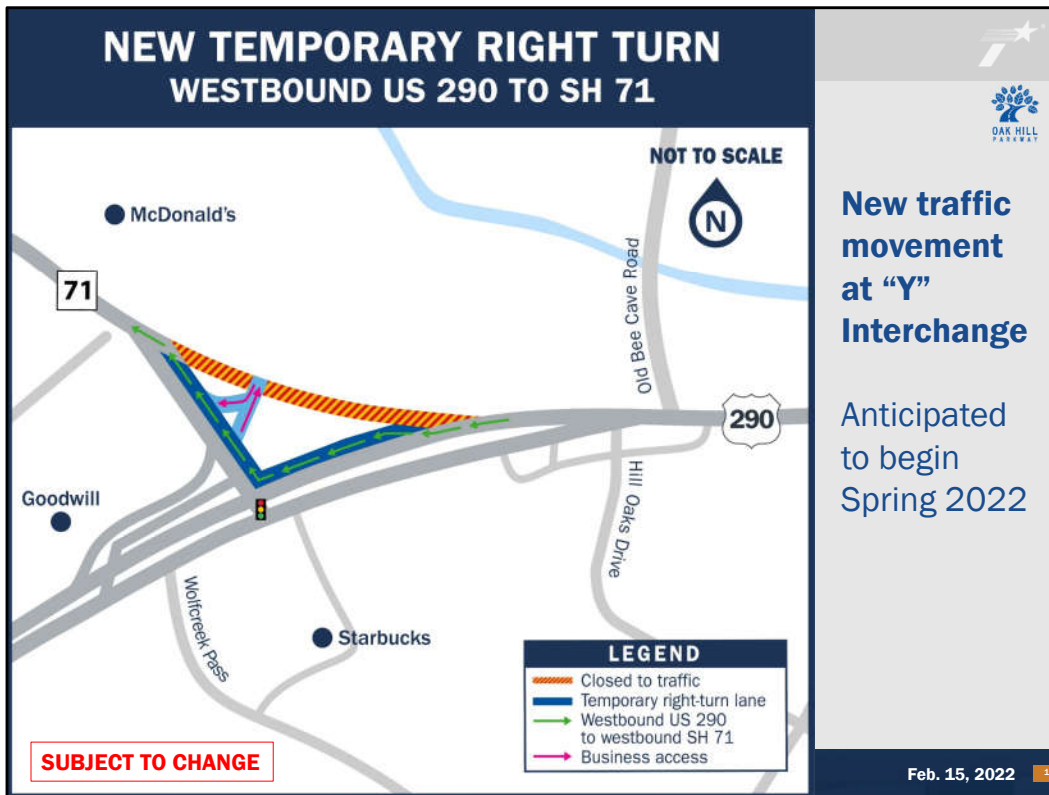 NEW TEMPORARY RIGHT TURN
WESTBOUND US 290 TO SH 71
NOT TO SCALE
N
McDonald's
71
Old Bee Cave Road
290
Goodwill
Hill Oaks Drive
Wolfcreek Pass
Starbucks
LEGEND
Closed to traffic
Temporary right-turn lane
Westbound US 290
to westbound SH 71
Business access
SUBJECT TO CHANGE
OAK HILL
PARKWAY
New traffic
movement
at “Y”
Interchange
Anticipated
to begin
Spring 2022
Feb. 15, 2022
1